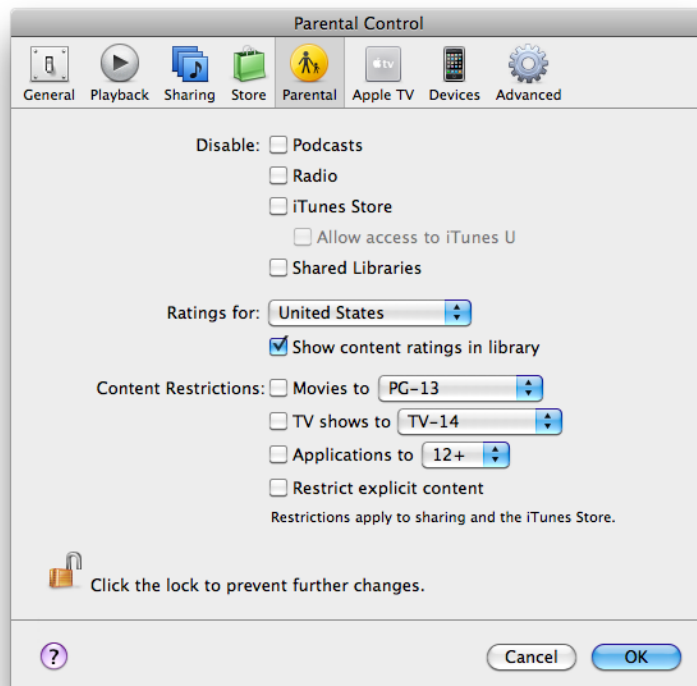 Parental Control
General Playback Sharing Store Parental Apple TV Devices Advanced
Disable: Podcasts
Radio
iTunes Store
Allow access to iTunes U
Shared Libraries
Ratings for: United States
Show content ratings in library
Content Restrictions: Movies to PG-13
TV shows to TV-14
Applications to 12+
Restrict explicit content
Restrictions apply to sharing and the iTunes Store.
Click the lock to prevent further changes.
? Cancel OK